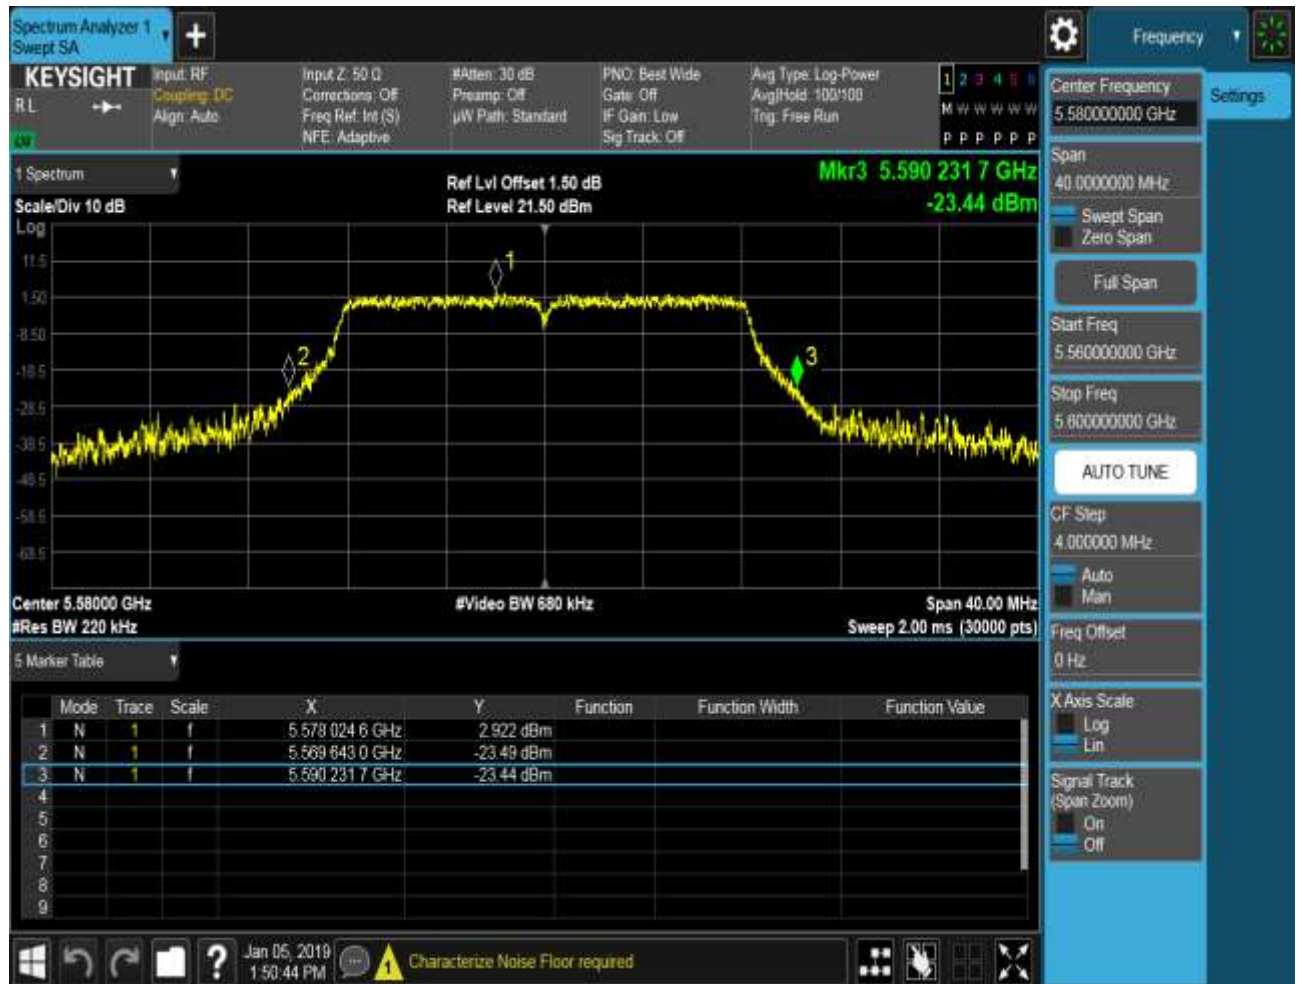 Spectrum Analyzer 1
Swept SA
+
Frequency
KEYSIGHT
RL
Input: RF
Coupling: DC
Align: Auto
Input Z: 50 Ω
Corrections: Off
Freq Ref: Int (S)
NFE: Adaptive
#Atten: 30 dB
Preamp: Off
µW Path: Standard
PNO: Best Wide
Gate: Off
IF Gain: Low
Sig Track: Off
Avg Type: Log-Power
Avg|Hold: 100/100
Trig: Free Run
1 2 3 4 5 6
M W W W W W
P P P P P P
1 Spectrum
Scale/Div 10 dB
Log
Ref Lvl Offset 1.50 dB
Ref Level 21.50 dBm
Mkr3 5.590 231 7 GHz
-23.44 dBm
11.5
1.50
-8.50
-18.5
-28.5
-38.5
-48.5
-58.5
-68.5
1
2
3
Center 5.58000 GHz
#Video BW 680 kHz
Span 40.00 MHz
#Res BW 220 kHz
Sweep 2.00 ms (30000 pts)
5 Marker Table
Mode Trace Scale X Y Function Function Width Function Value
1 N 1 f 5.578 024 6 GHz 2.922 dBm
2 N 1 f 5.569 643 0 GHz -23.49 dBm
3 N 1 f 5.590 231 7 GHz -23.44 dBm
4
5
6
7
8
9
?
Jan 05, 2019
1:50:44 PM
1
Characterize Noise Floor required
Center Frequency
5.580000000 GHz
Settings
Span
40.0000000 MHz
Swept Span
Zero Span
Full Span
Start Freq
5.560000000 GHz
Stop Freq
5.600000000 GHz
AUTO TUNE
CF Step
4.000000 MHz
Auto
Man
Freq Offset
0 Hz
X Axis Scale
Log
Lin
Signal Track
(Span Zoom)
On
Off